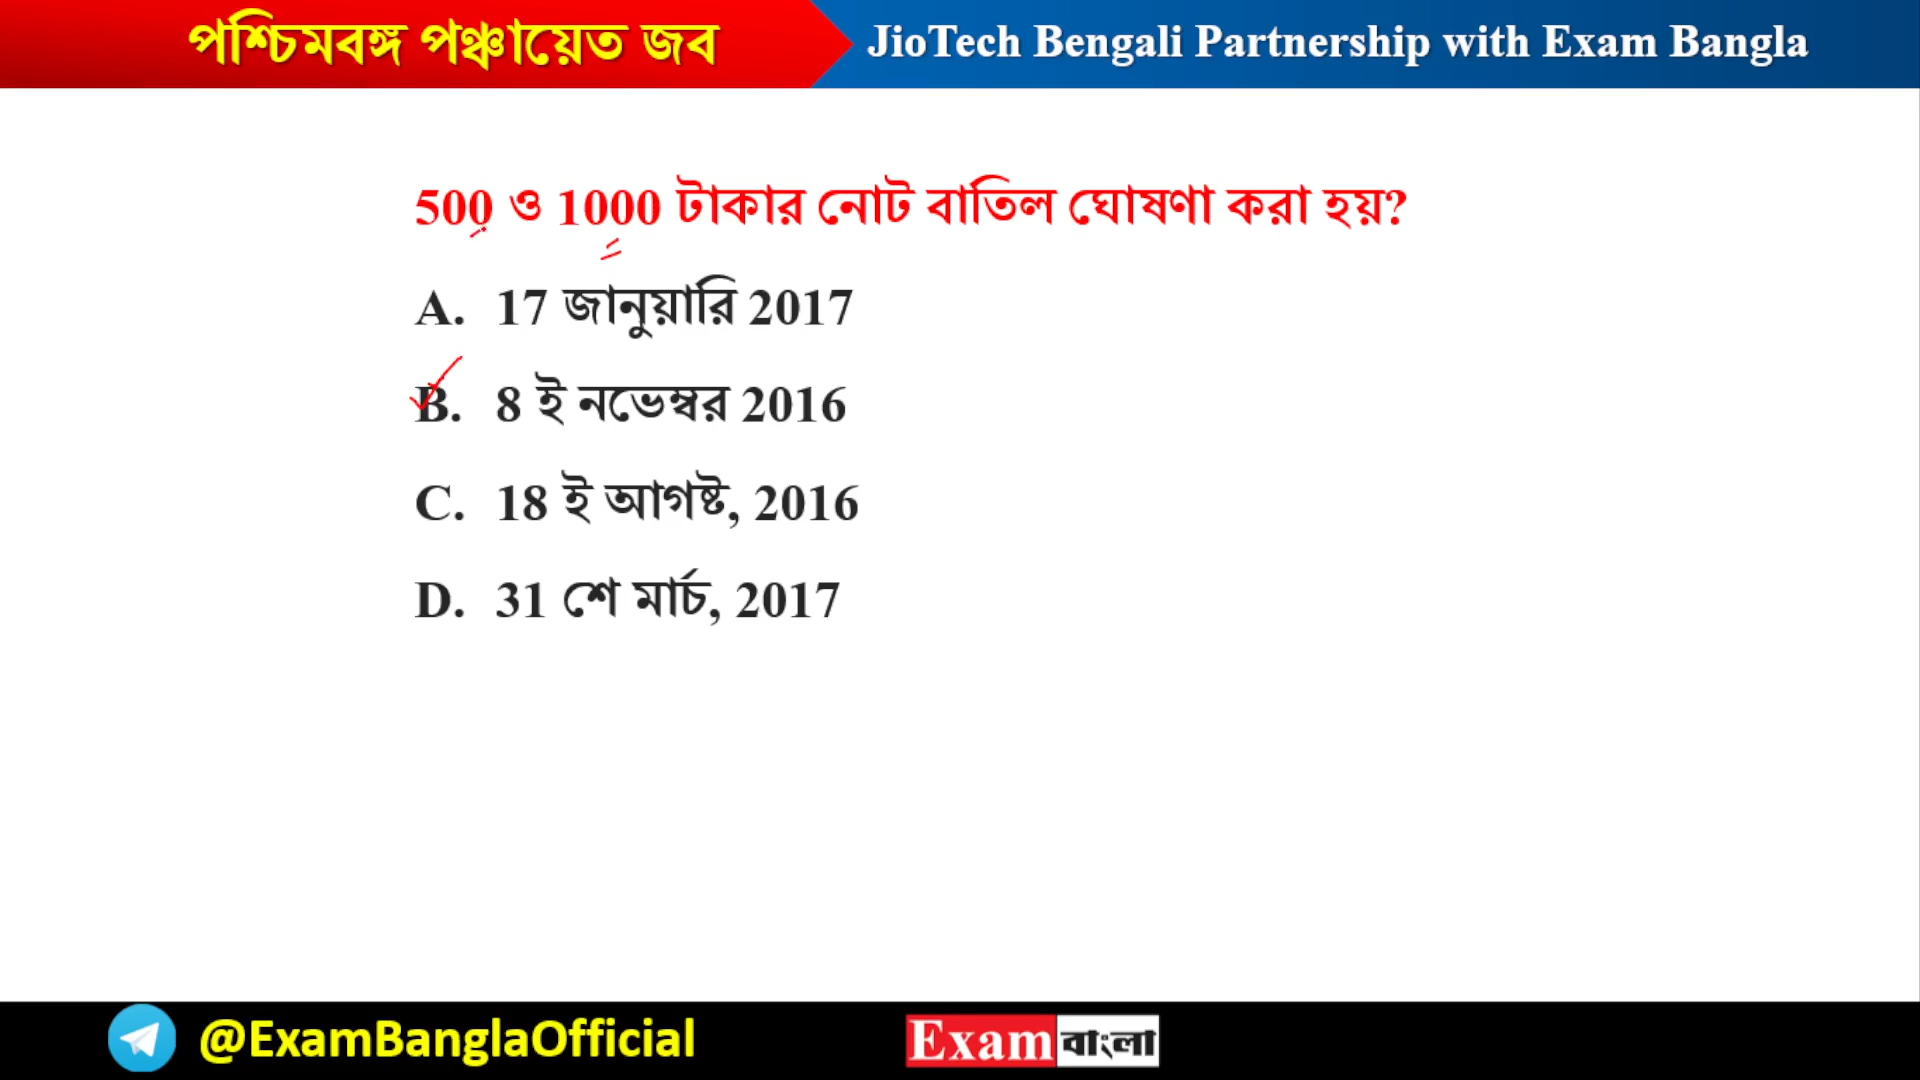 পশ্চিমবঙ্গ পঞ্চায়েত জব
JioTech Bengali Partnership with Exam Bangla
500 ও 1000 টাকার নোট বাতিল ঘোষণা করা হয়?
A. 17 জানুয়ারি 2017
B. 8 ই নভেম্বর 2016
C. 18 ই আগষ্ট, 2016
D. 31 শে মার্চ, 2017
@ExamBanglaOfficial
Exam বাংলা